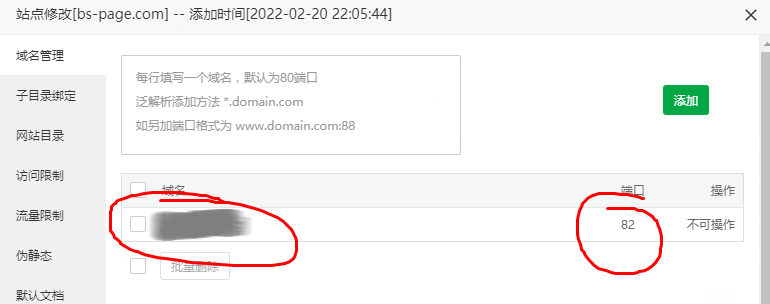 站点修改[bs-page.com] -- 添加时间[2022-02-20 22:05:44]
域名管理
子目录绑定
网站目录
访问限制
流量限制
伪静态
默认文档
每行填写一个域名，默认为80端口
泛解析添加方法 *.domain.com
如另加端口格式为 www.domain.com:88
添加
域名 端口 操作
82 不可操作
批量删除